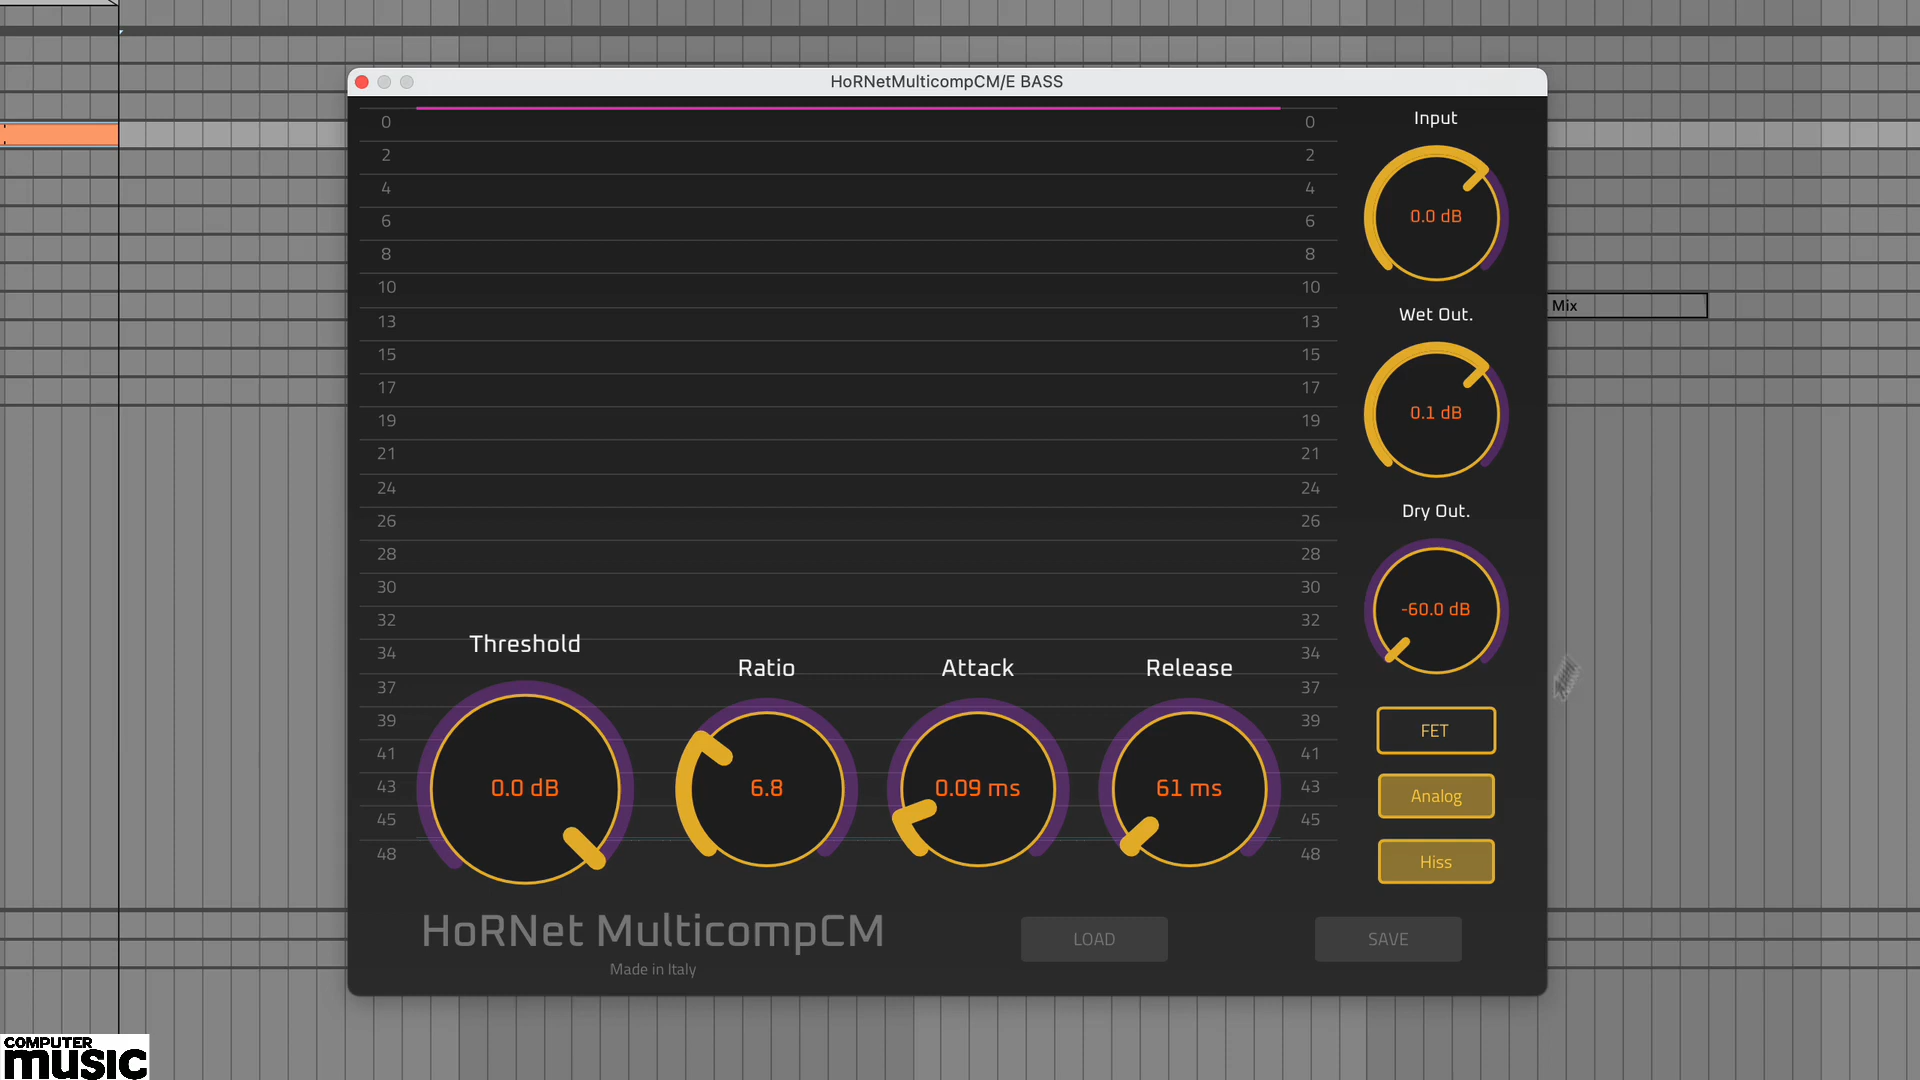 HoRNetMulticompCM/E BASS
0 0
2 2
4 4
6 6
8 8
10 10
13 13
15 15
17 17
19 19
21 21
24 24
26 26
28 28
30 30
32 32
34 34
37 37
39 39
41 41
43 43
45 45
48 48
Input
0.0 dB
Wet Out.
0.1 dB
Dry Out.
-60.0 dB
Mix
Threshold
Ratio
Attack
Release
0.0 dB
6.8
0.09 ms
61 ms
FET
Analog
Hiss
HoRNet MulticompCM
Made in Italy
LOAD
SAVE
COMPUTER
music